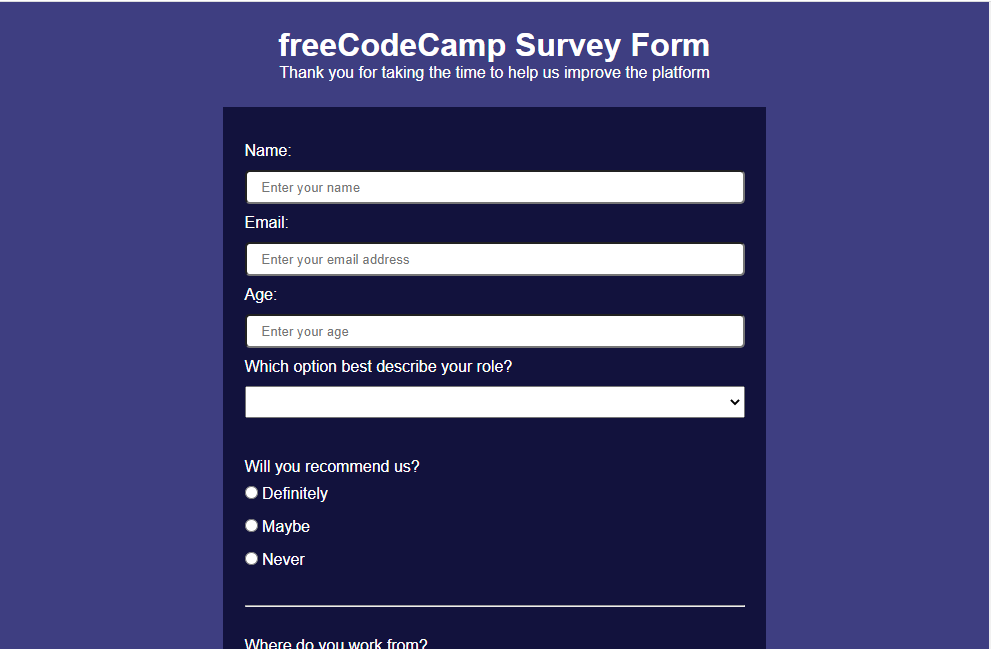 freeCodeCamp Survey Form
Thank you for taking the time to help us improve the platform
Name:
Enter your name
Email:
Enter your email address
Age:
Enter your age
Which option best describe your role?
Will you recommend us?
Definitely
Maybe
Never
Where do you work from?